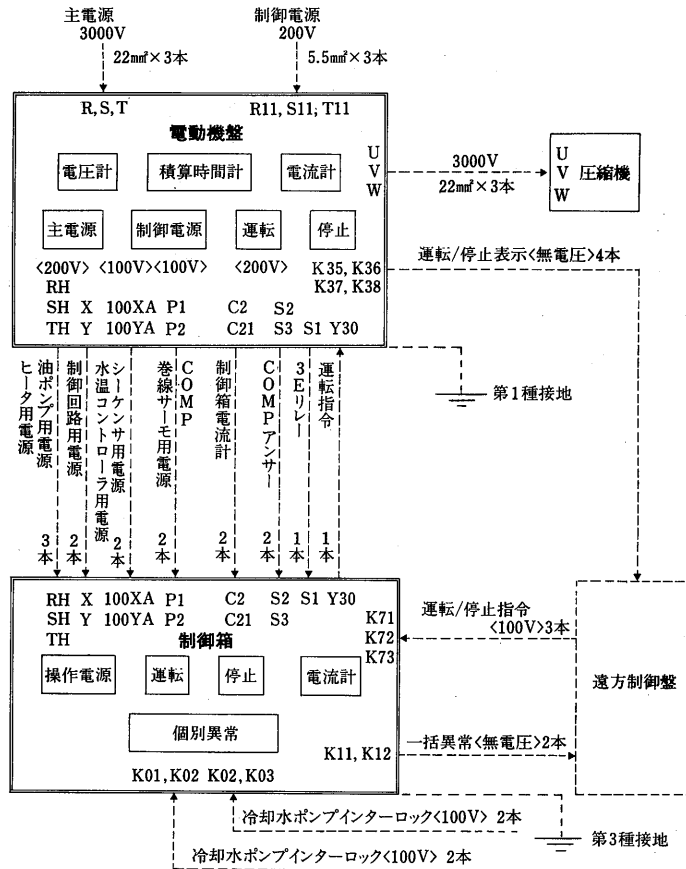 主電源
3000V
22㎟×3本
制御電源
200V
5.5㎟×3本
R,S,T
R11, S11; T11
電動機盤
電圧計
積算時間計
電流計
U
V
W
3000V
22㎟×3本
U
V
W
圧縮機
主電源
制御電源
運転
停止
<200V>
<100V><100V>
<200V>
K35, K36
K37, K38
運転/停止表示<無電圧>4本
RH
SH X 100XA P1 C2 S2
TH Y 100YA P2 C21 S3 S1 Y30
第1種接地
油ポンプ用電源
ヒータ用電源
3本
制御回路用電源
2本
シーケンサ用電源
水温コントローラ用電源
2本
COMP
巻線サーモ用電源
2本
制御箱電流計
2本
COMPアンサー
2本
3Eリレー
1本
運転指令
1本
RH X 100XA P1 C2 S2 S1 Y30
SH Y 100YA P2 C21 S3
TH
制御箱
K71
K72
K73
運転/停止指令
<100V>3本
操作電源
運転
停止
電流計
遠方制御盤
個別異常
K11, K12
一括異常<無電圧>2本
K01, K02 K02, K03
冷却水ポンプインターロック<100V> 2本
第3種接地
冷却水ポンプインターロック<100V> 2本